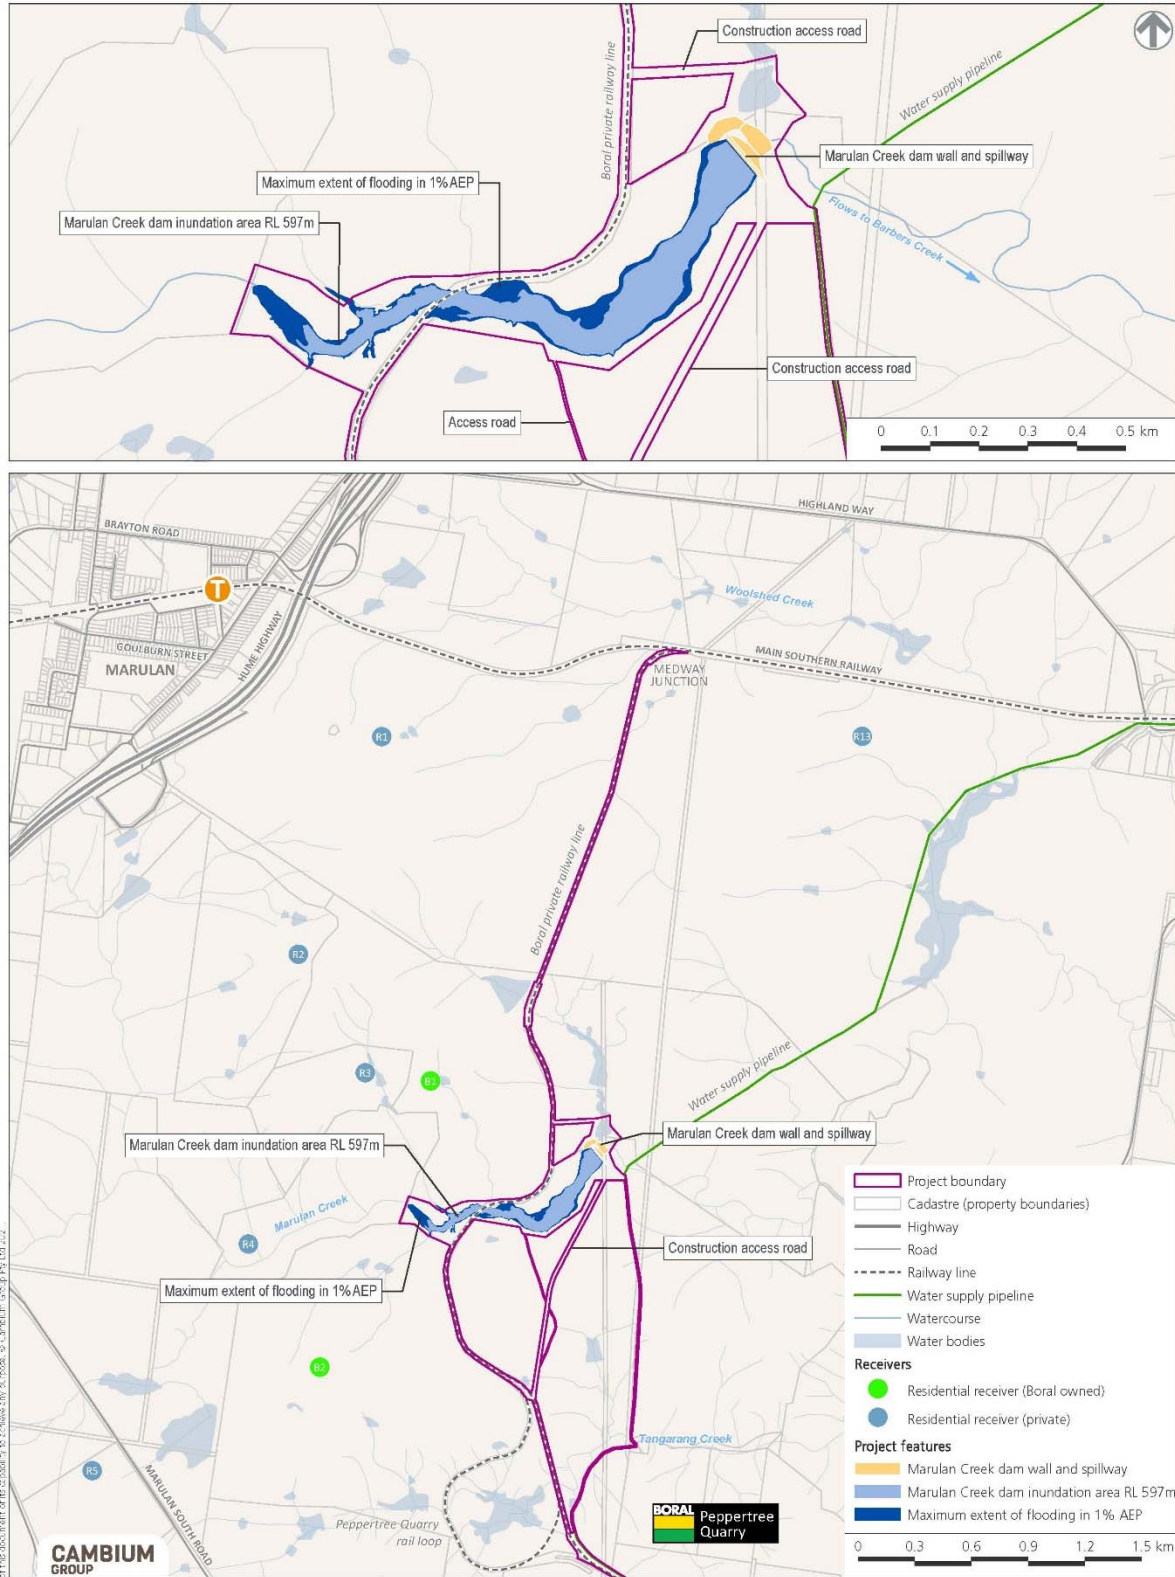 Construction access road
Boral private railway line
Water supply pipeline
Marulan Creek dam wall and spillway
Maximum extent of flooding in 1% AEP
Marulan Creek dam inundation area RL 597m
Flows to Barbers Creek
Construction access road
Access road
0 0.1 0.2 0.3 0.4 0.5 km
HIGHLAND WAY
BRAYTON ROAD
T
Woolshed Creek
GOULBURN STREET
MARULAN
HUME HIGHWAY
MAIN SOUTHERN RAILWAY
MEDWAY
JUNCTION
R1
R13
Boral private railway line
R2
Water supply pipeline
R3
B1
Marulan Creek dam inundation area RL 597m
Marulan Creek dam wall and spillway
Marulan Creek
R4
Construction access road
Maximum extent of flooding in 1% AEP
B2
Tangarang Creek
R5
MARULAN SOUTH ROAD
Peppertree Quarry
rail loop
BORAL
Peppertree
Quarry
CAMBIUM
GROUP
Project boundary
Cadastre (property boundaries)
Highway
Road
Railway line
Water supply pipeline
Watercourse
Water bodies
Receivers
Residential receiver (Boral owned)
Residential receiver (private)
Project features
Marulan Creek dam wall and spillway
Marulan Creek dam inundation area RL 597m
Maximum extent of flooding in 1% AEP
0 0.3 0.6 0.9 1.2 1.5 km